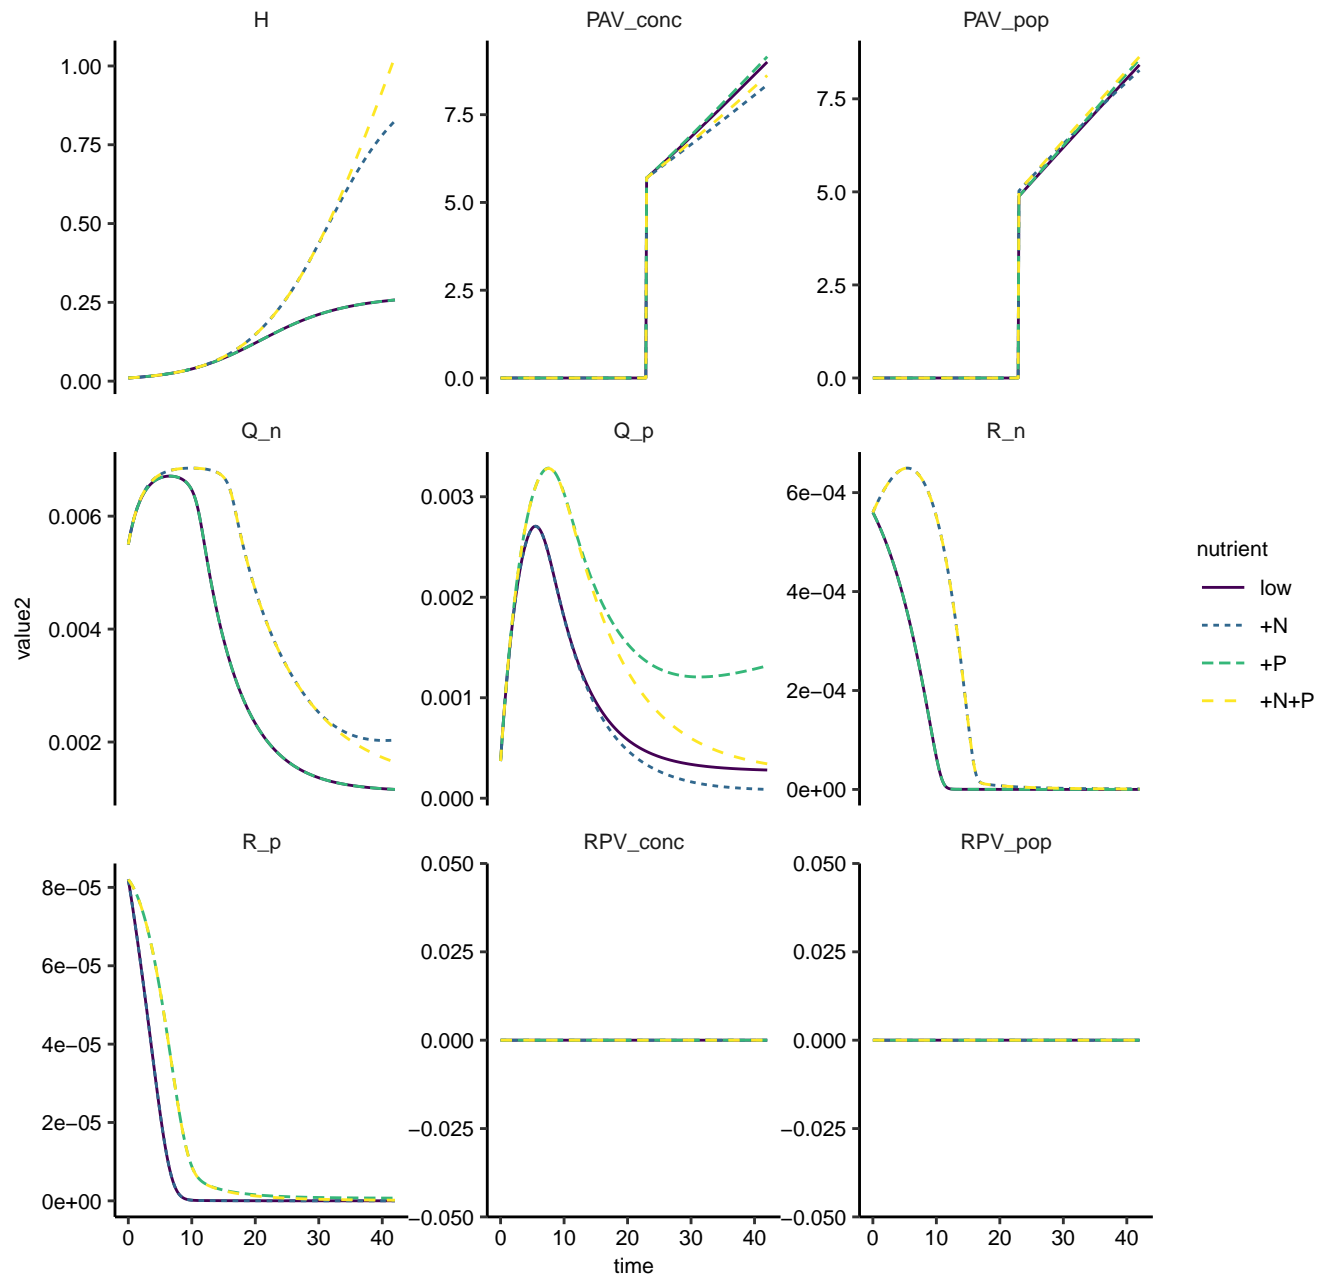 H
PAV_conc
PAV_pop
1.00
0.75
0.50
0.25
0.00
7.5
5.0
2.5
0.0
7.5
5.0
2.5
0.0
Q_n
Q_p
R_n
0.006
0.004
0.002
0.003
0.002
0.001
0.000
6e−04
4e−04
2e−04
0e+00
R_p
RPV_conc
RPV_pop
8e−05
6e−05
4e−05
2e−05
0e+00
0.050
0.025
0.000
−0.025
−0.050
0.050
0.025
0.000
−0.025
−0.050
0 10 20 30 40
0 10 20 30 40
0 10 20 30 40
time
value2
nutrient
low
+N
+P
+N+P